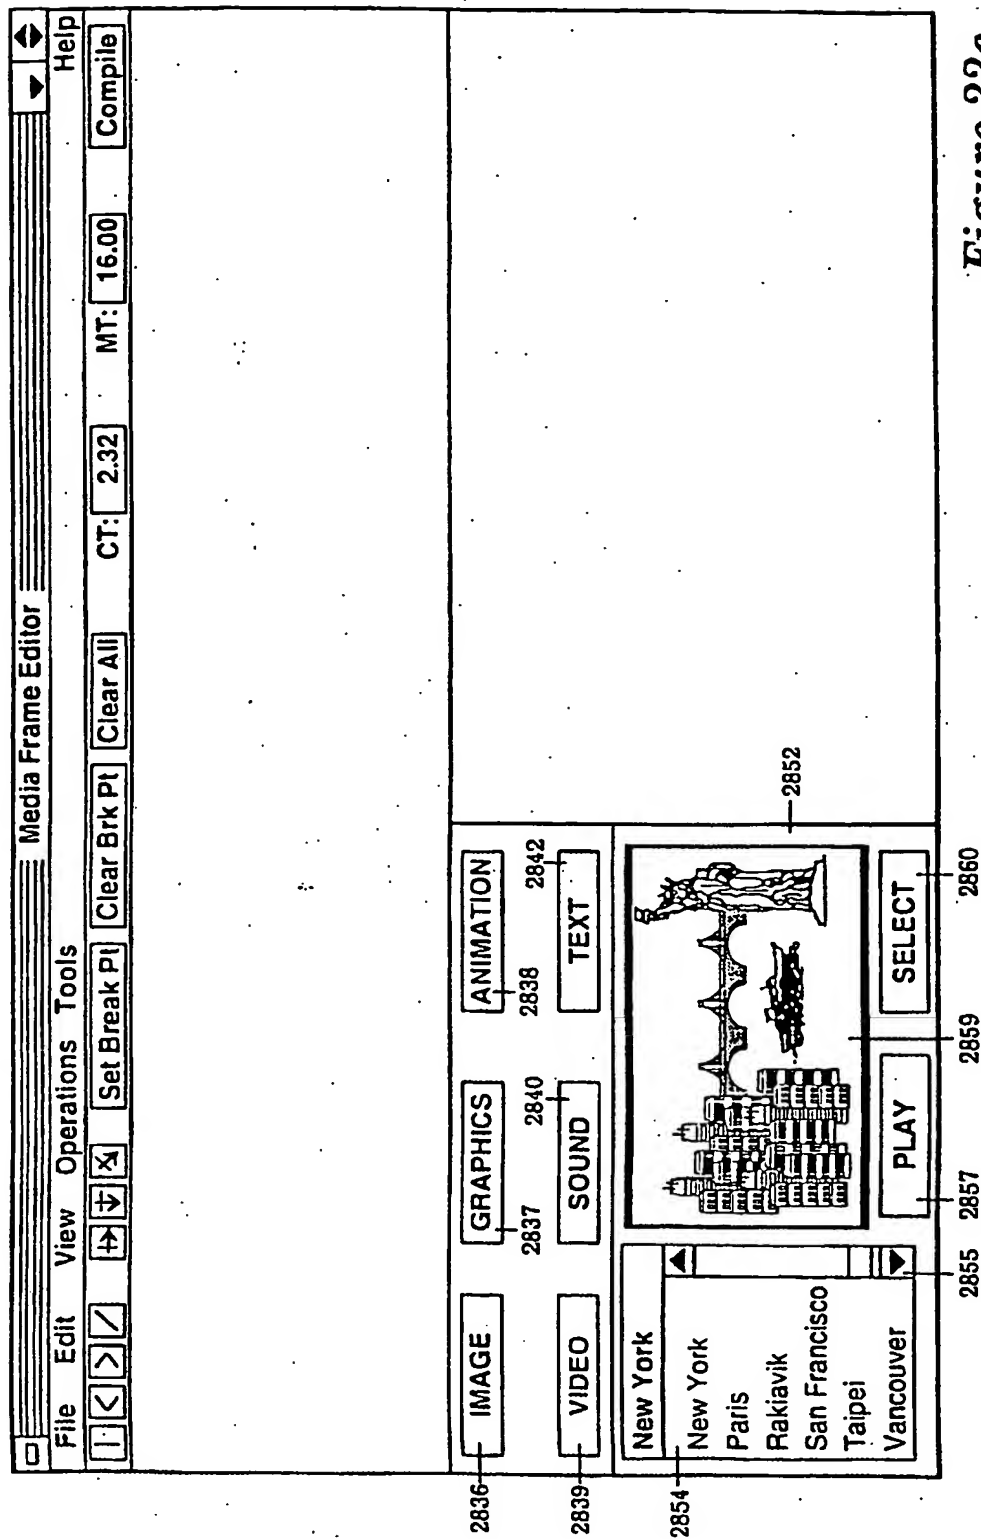 Media Frame Editor
File Edit View Operations Tools Help
Set Break Pt Clear Brk Pt Clear All CT: 2.32 MT: 16.00 Compile
2836 IMAGE GRAPHICS 2837 ANIMATION 2838
2839 VIDEO SOUND 2840 TEXT 2842
2854
New York
New York
Paris
Rakiavik
San Francisco
Taipei
Vancouver
2852
PLAY SELECT
2855 2857 2859 2860